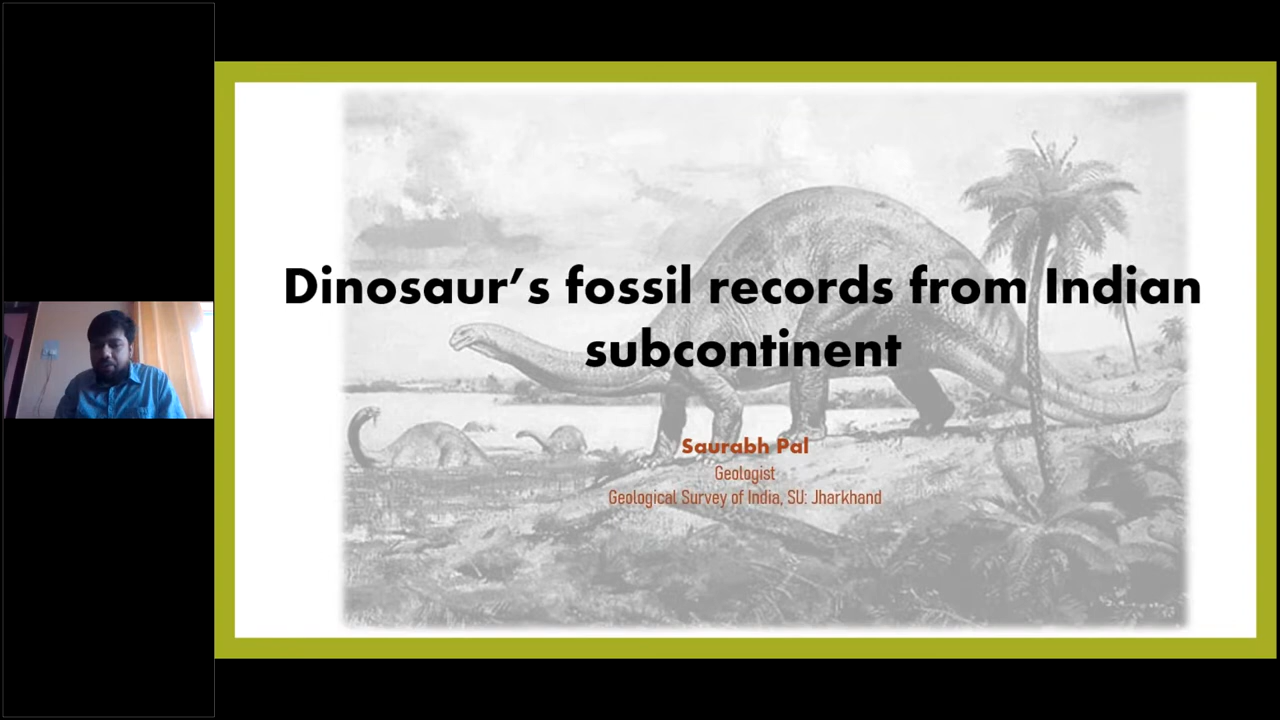 Dinosaur’s fossil records from Indian
subcontinent
Saurabh Pal
Geologist
Geological Survey of India, SU: Jharkhand